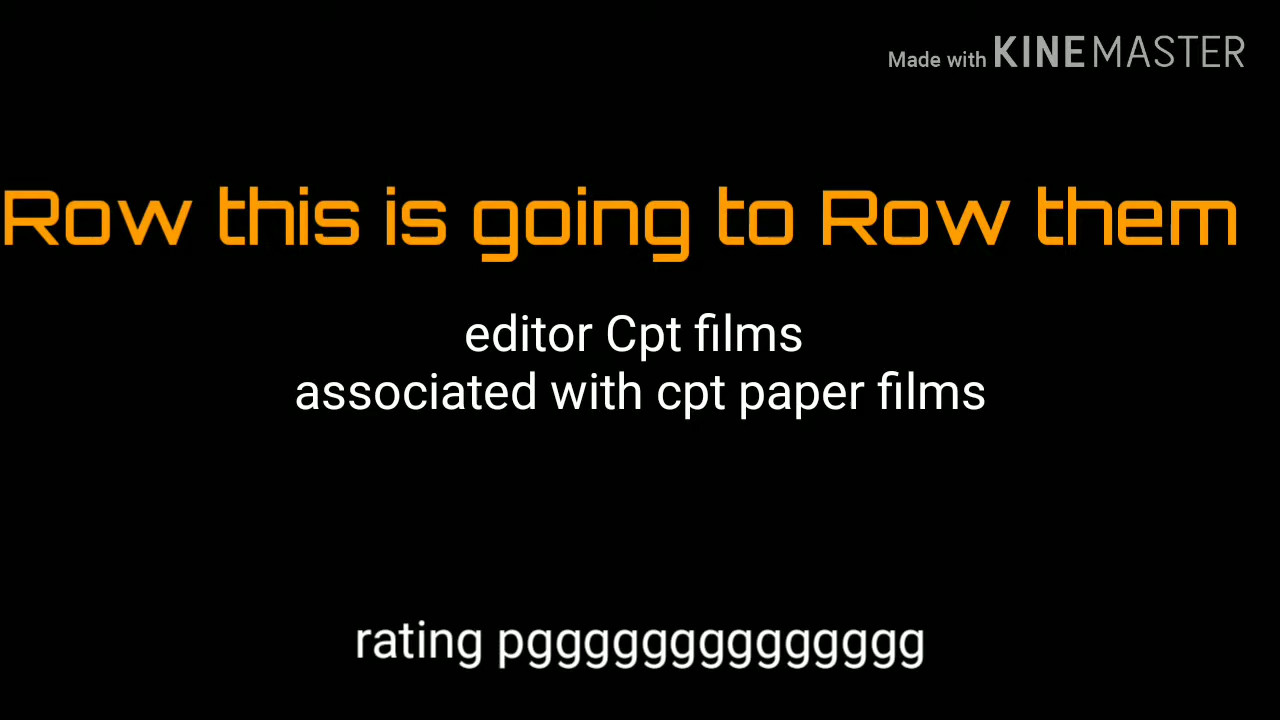 Made with KINEMASTER
Row this is going to Row them
editor Cpt films
associated with cpt paper films
rating pggggggggggggggg